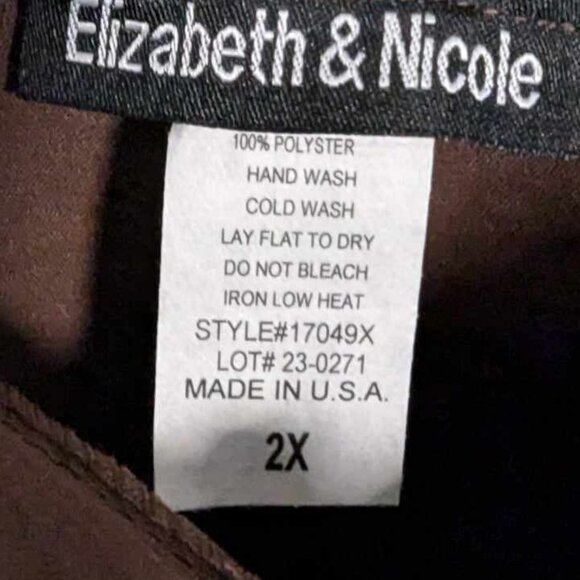 Elizabeth & Nicole
100% POLYSTER
HAND WASH
COLD WASH
LAY FLAT TO DRY
DO NOT BLEACH
IRON LOW HEAT
STYLE#17049X
LOT# 23-0271
MADE IN U.S.A.
2X